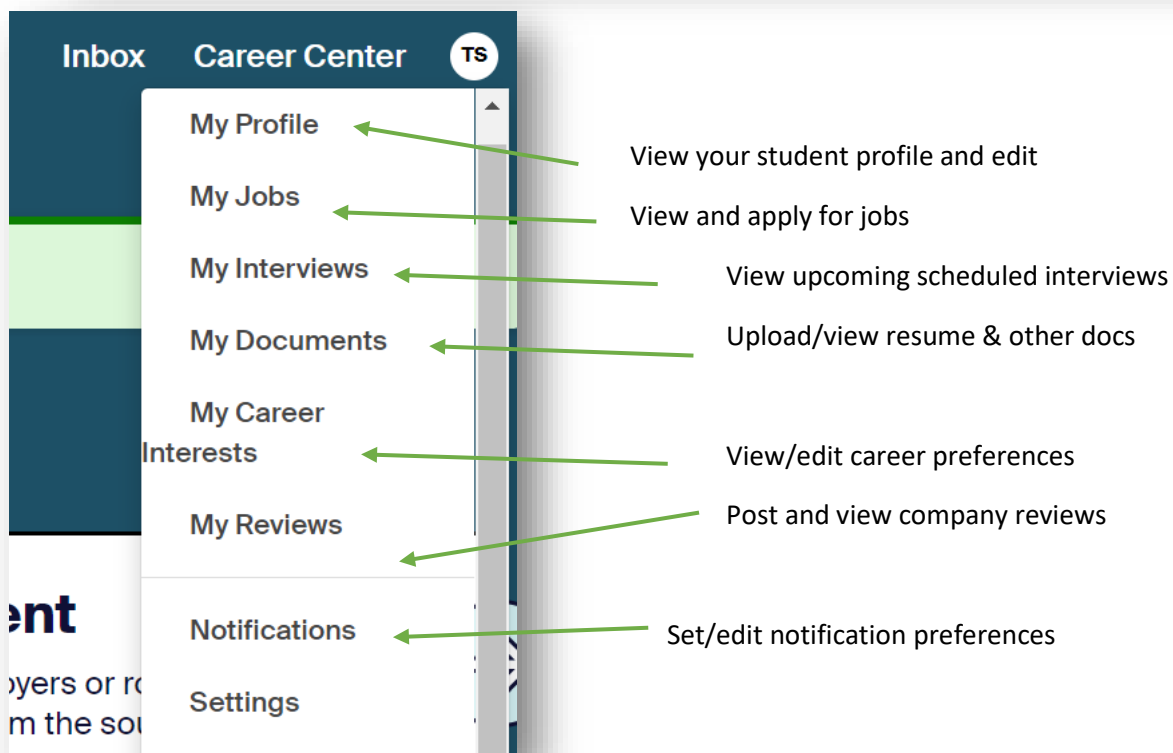 Inbox Career Center TS
My Profile
View your student profile and edit
My Jobs
View and apply for jobs
My Interviews
View upcoming scheduled interviews
My Documents
Upload/view resume & other docs
My Career
Interests
View/edit career preferences
My Reviews
Post and view company reviews
ent
Notifications
Set/edit notification preferences
oyers or ro
Settings
m the sou